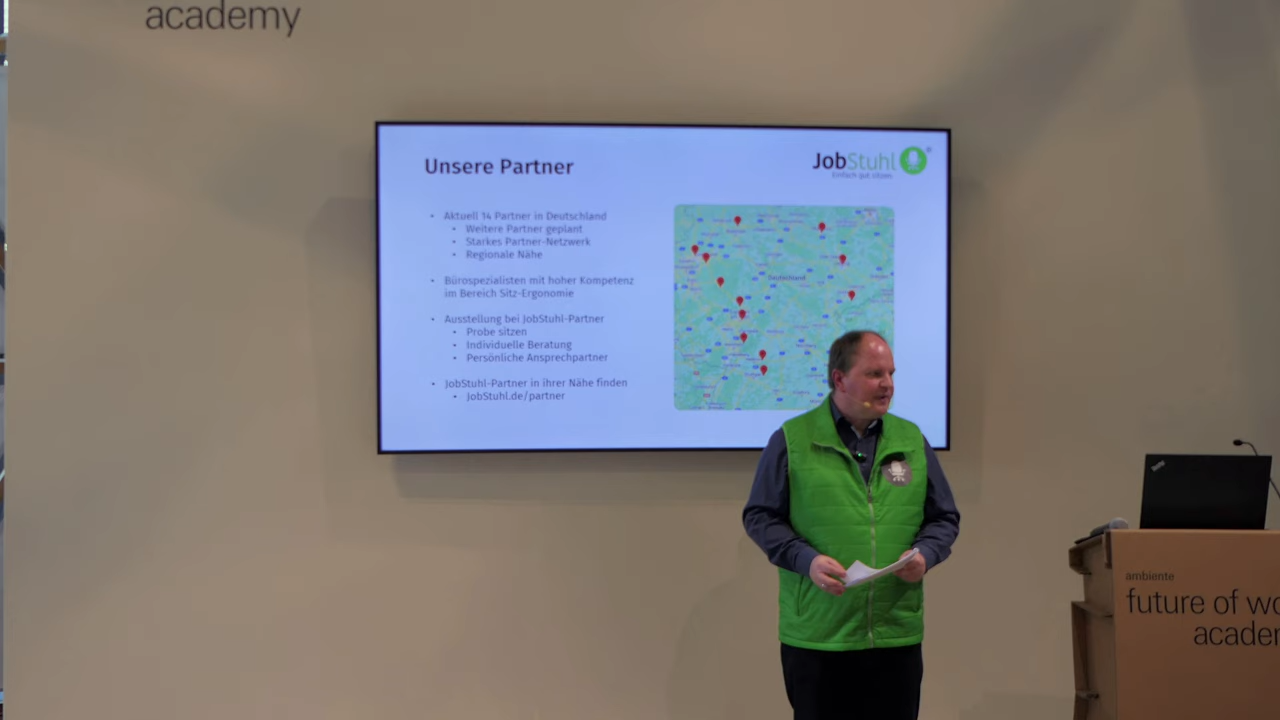 academy
Unsere Partner
JobStuhl®
Einfach gut sitzen.
• Aktuell 14 Partner in Deutschland
• Weitere Partner geplant
• Starkes Partner-Netzwerk
• Regionale Nähe
• Bürospezialisten mit hoher Kompetenz
im Bereich Sitz-Ergonomie
• Ausstellung bei JobStuhl-Partner
• Probe sitzen
• Individuelle Beratung
• Persönliche Ansprechpartner
• JobStuhl-Partner in ihrer Nähe finden
• JobStuhl.de/partner
Deutschland
ThinkPad
ambiente
future of wo
academ